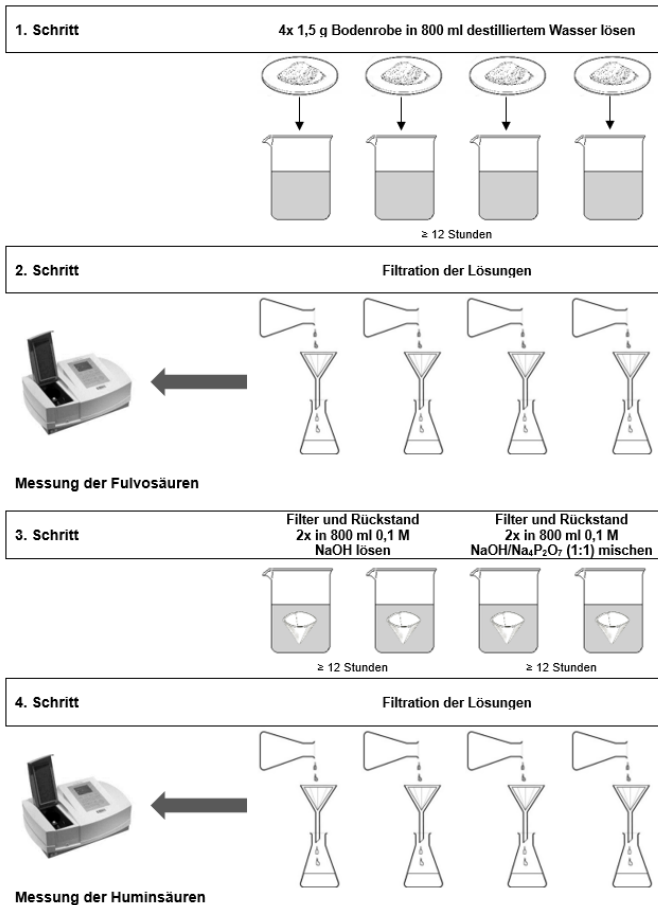 1. Schritt
4x 1,5 g Bodenrobe in 800 ml destilliertem Wasser lösen
≥ 12 Stunden
2. Schritt
Filtration der Lösungen
Messung der Fulvosäuren
3. Schritt
Filter und Rückstand
2x in 800 ml 0,1 M
NaOH lösen
Filter und Rückstand
2x in 800 ml 0,1 M
NaOH/Na₄P₂O₇ (1:1) mischen
≥ 12 Stunden
≥ 12 Stunden
4. Schritt
Filtration der Lösungen
Messung der Huminsäuren